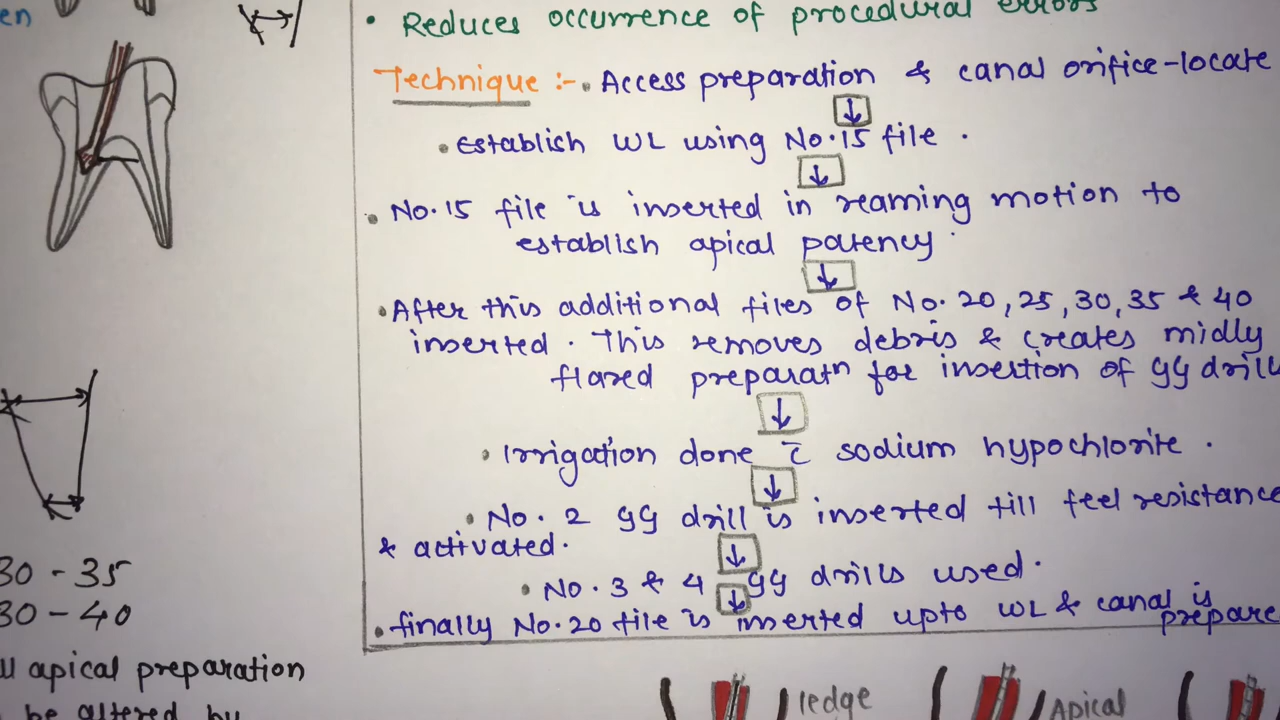 en
• Reduces occurrence of procedural errors
Technique :- • Access preparation & canal orifice-locate
↓
• Establish WL using No.15 file .
↓
• No.15 file is inserted in reaming motion to
establish apical patency .
↓
• After this additional files of No. 20, 25, 30, 35 & 40
inserted . This removes debris & creates midly
flared preparatⁿ for insertion of GG drill
↓
• Irrigation done c̄ sodium hypochlorite .
↓
• No. 2 GG drill is inserted till feel resistance
& activated .
↓
• No. 3 & 4 GG drills used .
↓
• finally No.20 file is inserted upto WL & canal is
prepare
30 - 35
30 - 40
apical preparation
be altered by
ledge
Apical